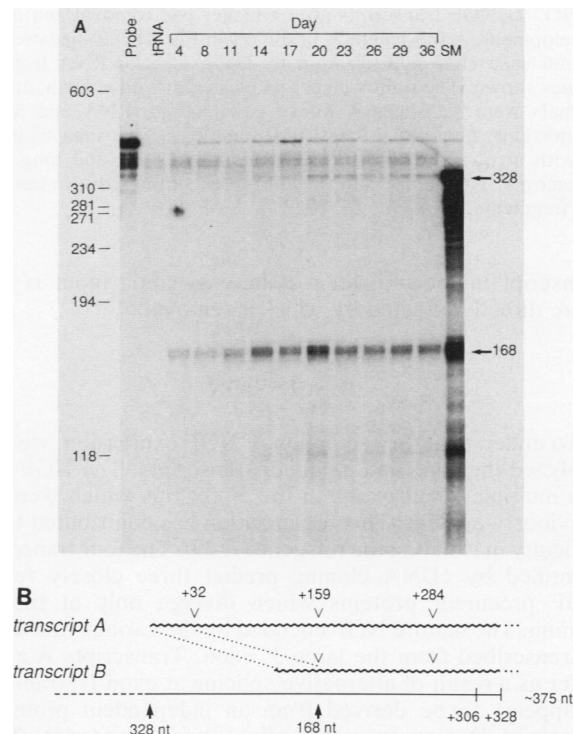 A
Probe
tRNA
Day
4 8 11 14 17 20 23 26 29 36 SM
603
310
281
271
234
194
118
328
168
B
+32 +159 +284
transcript A
transcript B
+306 +328
~375 nt
328 nt 168 nt